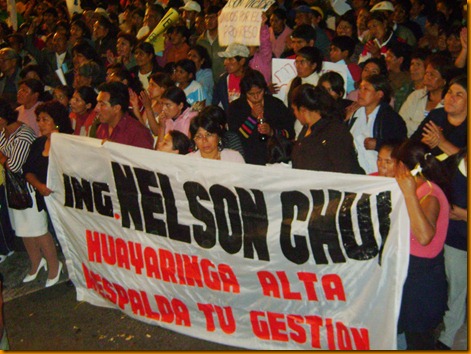 ING. NELSON CHUI
HUAYARINGA ALTA
RESPALDA TU GESTION